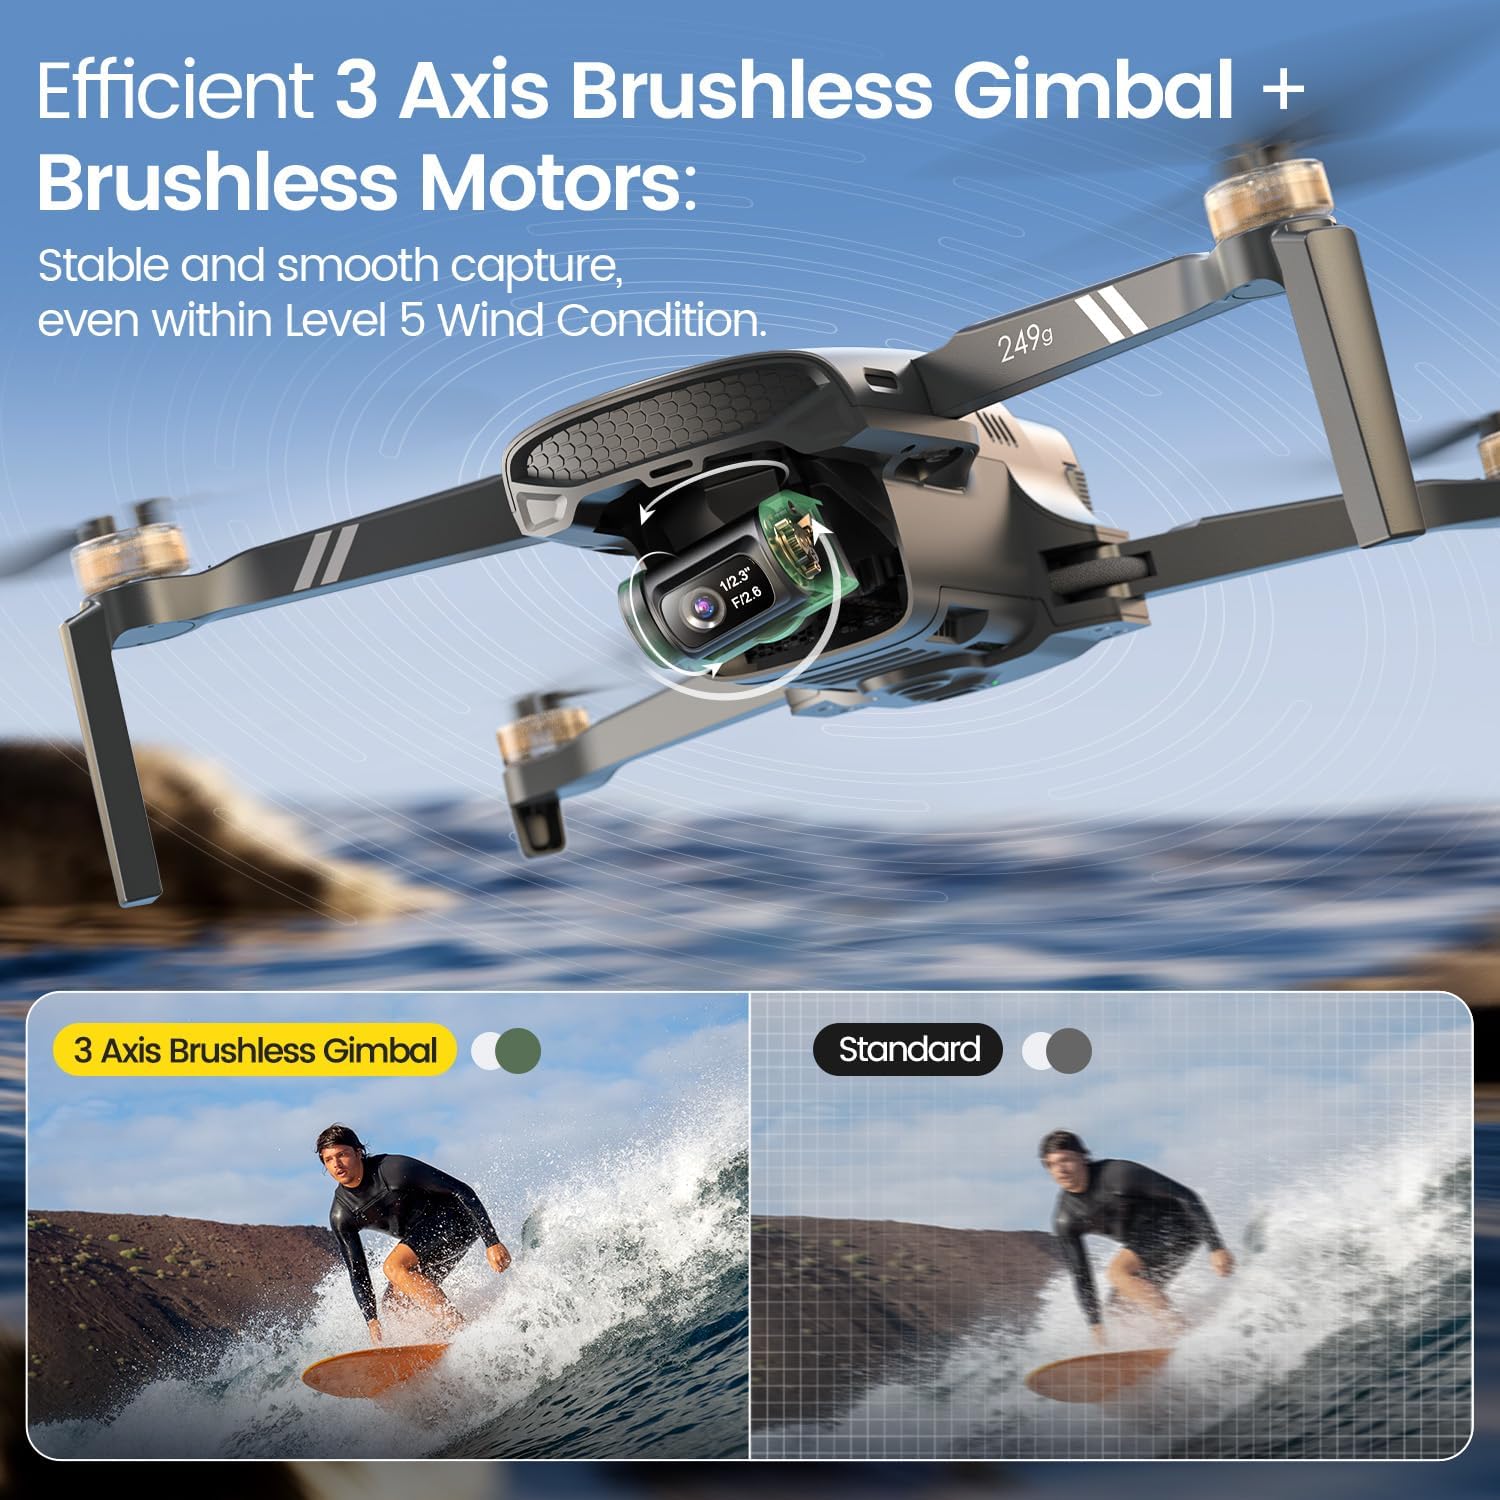 Efficient 3 Axis Brushless Gimbal +
Brushless Motors:
Stable and smooth capture,
even within Level 5 Wind Condition.
249g
1/2.3"
F/2.6
3 Axis Brushless Gimbal
Standard